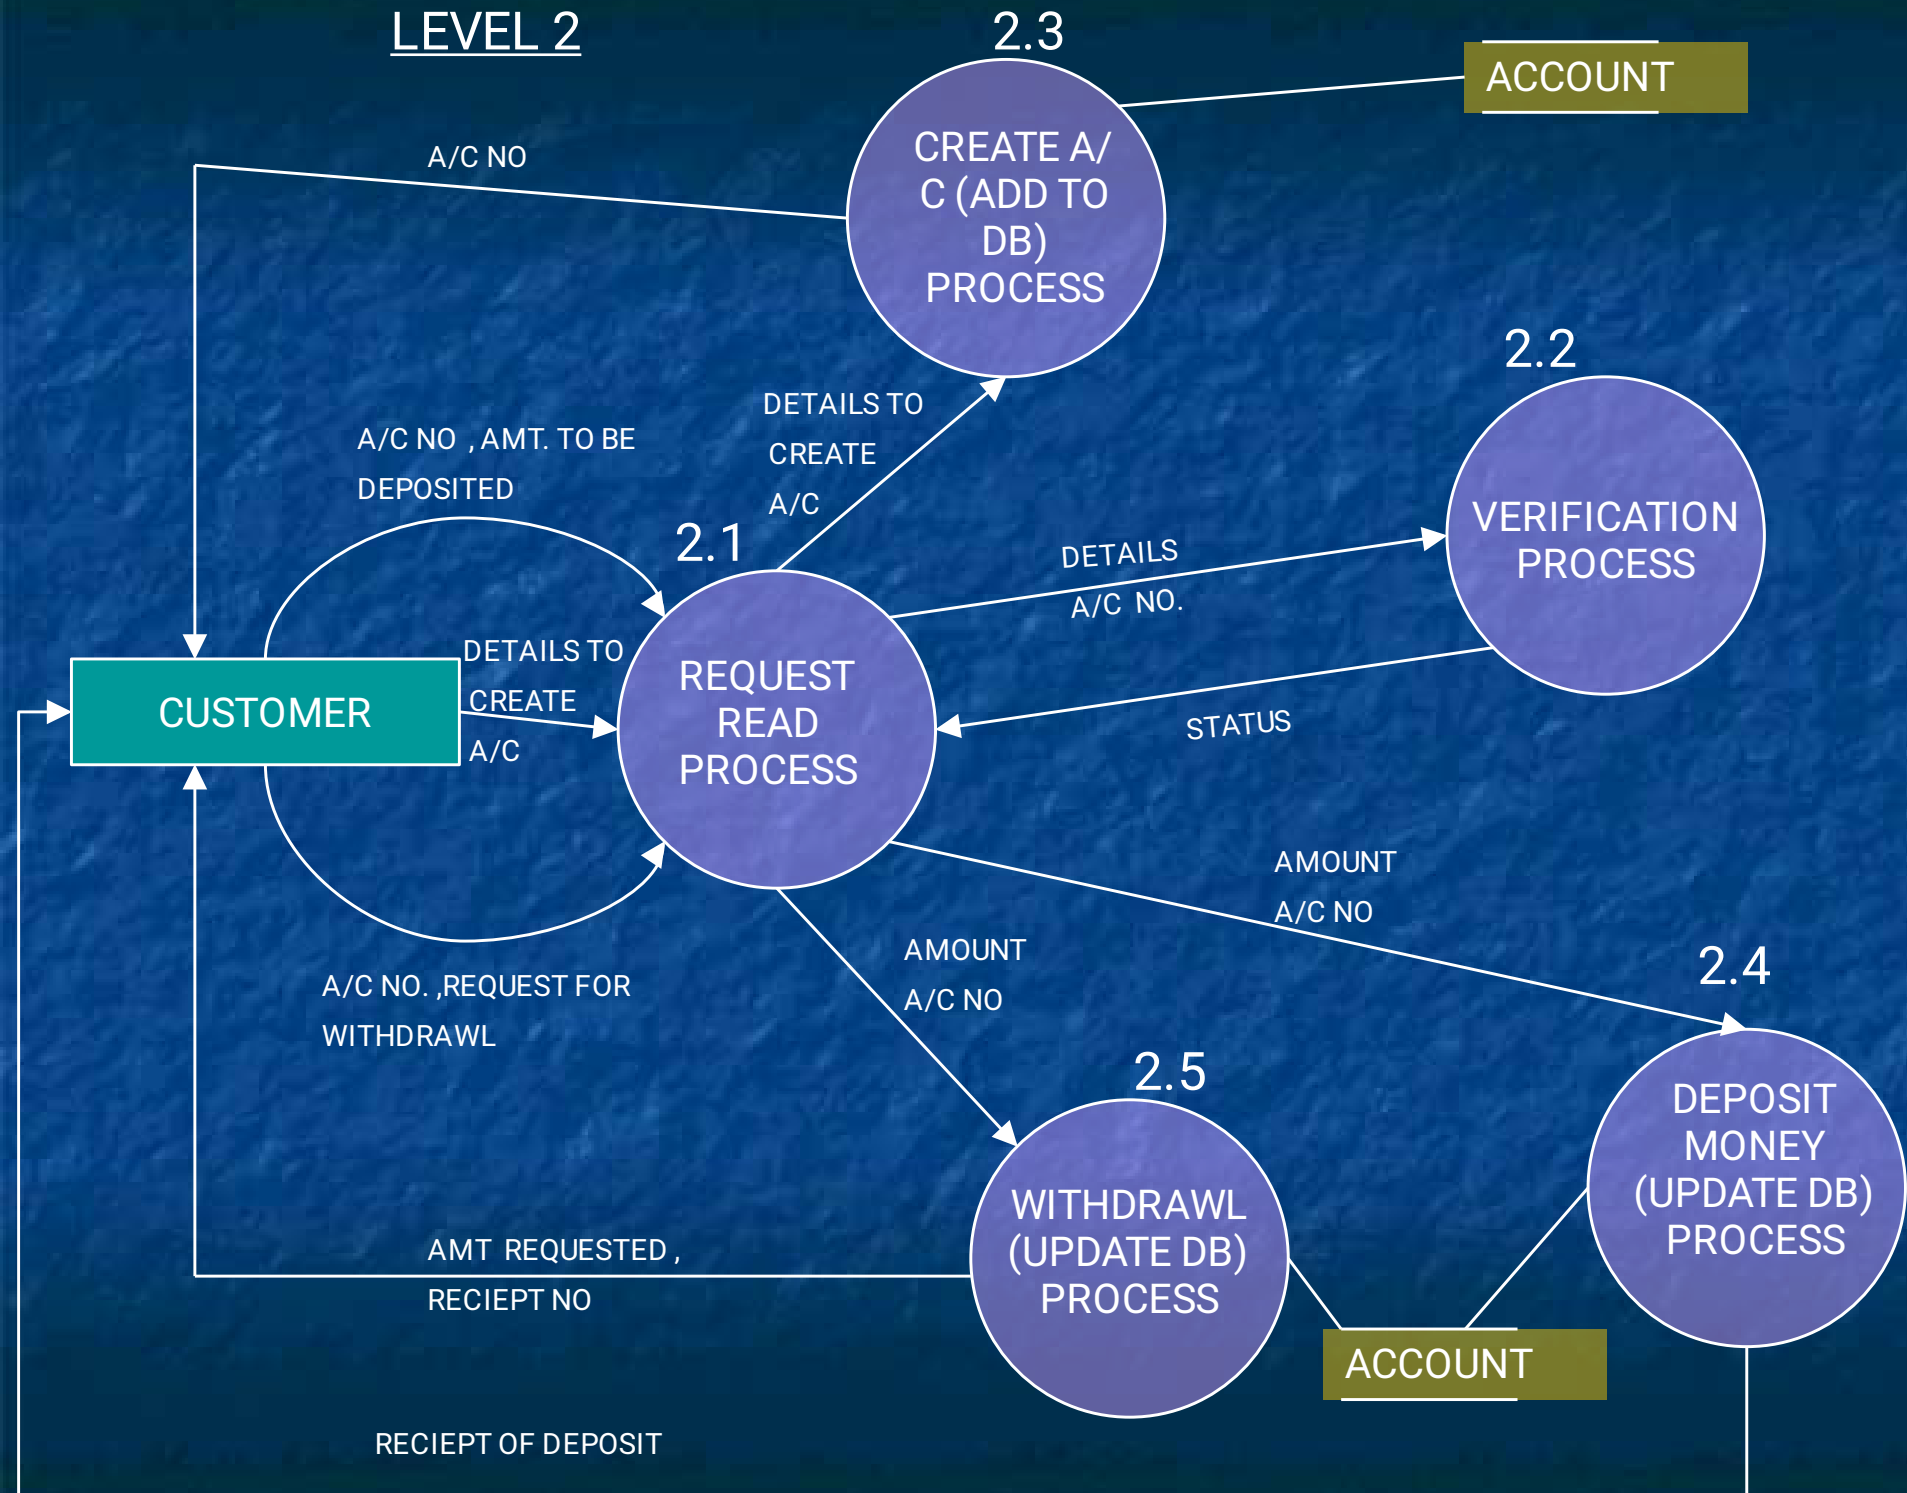 LEVEL 2
2.3
ACCOUNT
CREATE A/
C (ADD TO
DB)
PROCESS
A/C NO
2.2
DETAILS TO
CREATE
A/C
A/C NO , AMT. TO BE
DEPOSITED
2.1
VERIFICATION
PROCESS
DETAILS
A/C NO.
DETAILS TO
CREATE
A/C
REQUEST
READ
PROCESS
CUSTOMER
STATUS
AMOUNT
A/C NO
AMOUNT
A/C NO
2.4
A/C NO. ,REQUEST FOR
WITHDRAWL
2.5
DEPOSIT
MONEY
(UPDATE DB)
PROCESS
WITHDRAWL
(UPDATE DB)
PROCESS
AMT REQUESTED ,
RECIEPT NO
ACCOUNT
RECIEPT OF DEPOSIT